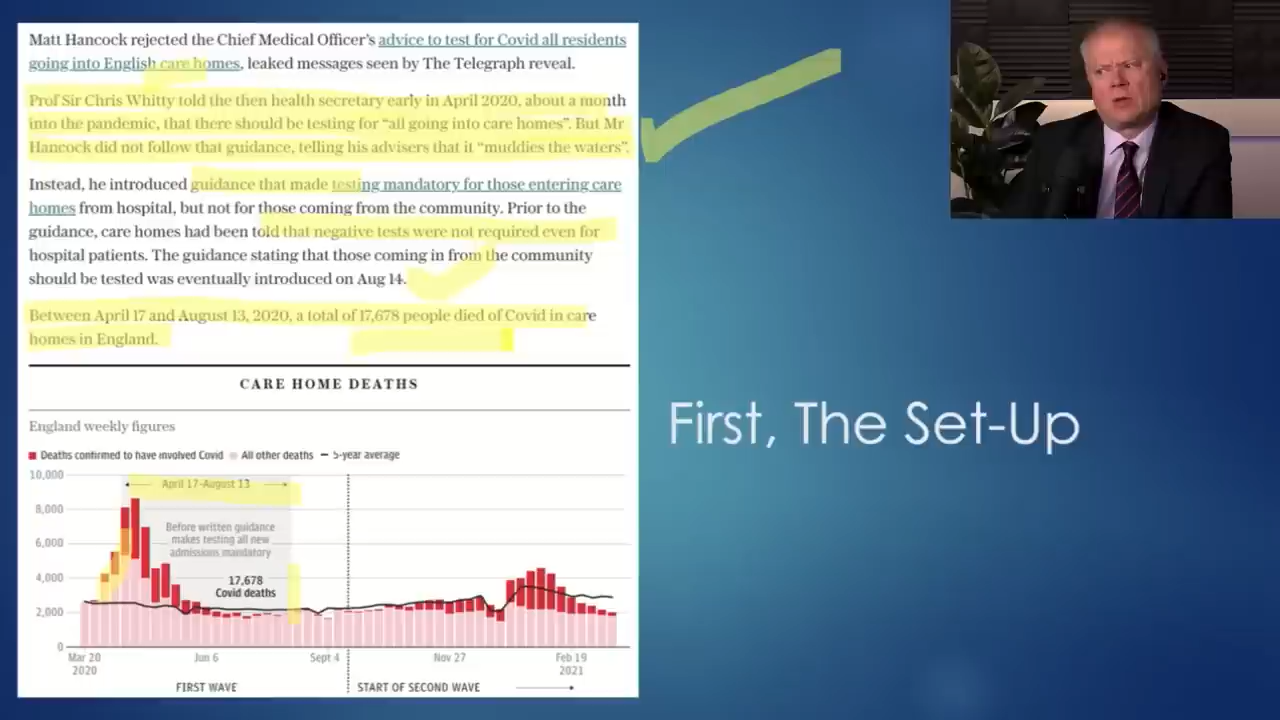 Matt Hancock rejected the Chief Medical Officer's advice to test for Covid all residents
going into English care homes, leaked messages seen by The Telegraph reveal.
Prof Sir Chris Whitty told the then health secretary early in April 2020, about a month
into the pandemic, that there should be testing for “all going into care homes”. But Mr
Hancock did not follow that guidance, telling his advisers that it “muddies the waters”.
Instead, he introduced guidance that made testing mandatory for those entering care
homes from hospital, but not for those coming from the community. Prior to the
guidance, care homes had been told that negative tests were not required even for
hospital patients. The guidance stating that those coming in from the community
should be tested was eventually introduced on Aug 14.
Between April 17 and August 13, 2020, a total of 17,678 people died of Covid in care
homes in England.
CARE HOME DEATHS
England weekly figures
Deaths confirmed to have involved Covid All other deaths 5-year average
10,000
April 17-August 13
8,000
Before written guidance
makes testing all new
admissions mandatory
6,000
4,000
17,678
Covid deaths
2,000
0
Mar 20 2020
Jun 6
Sept 4
Nov 27
Feb 19 2021
FIRST WAVE
START OF SECOND WAVE
First, The Set-Up